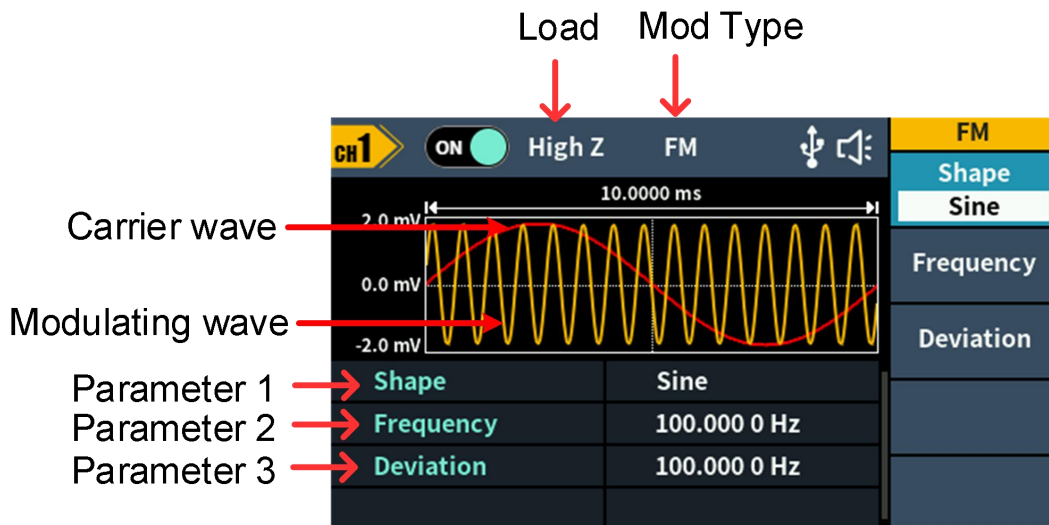 Load Mod Type
CH1 ON High Z FM
FM
Shape
Sine
Frequency
Deviation
10.0000 ms
2.0 mV
0.0 mV
-2.0 mV
Carrier wave
Modulating wave
Parameter 1 Shape Sine
Parameter 2 Frequency 100.000 0 Hz
Parameter 3 Deviation 100.000 0 Hz